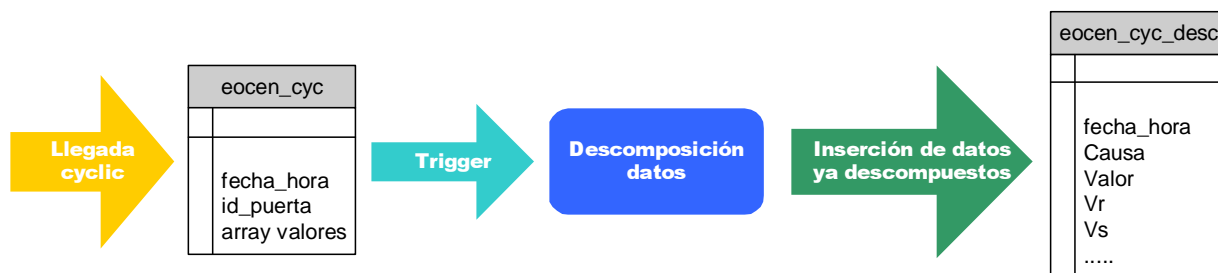 Llegada
cyclic
eocen_cyc
fecha_hora
id_puerta
array valores
Trigger
Descomposición
datos
Inserción de datos
ya descompuestos
eocen_cyc_desc
fecha_hora
Causa
Valor
Vr
Vs
.....